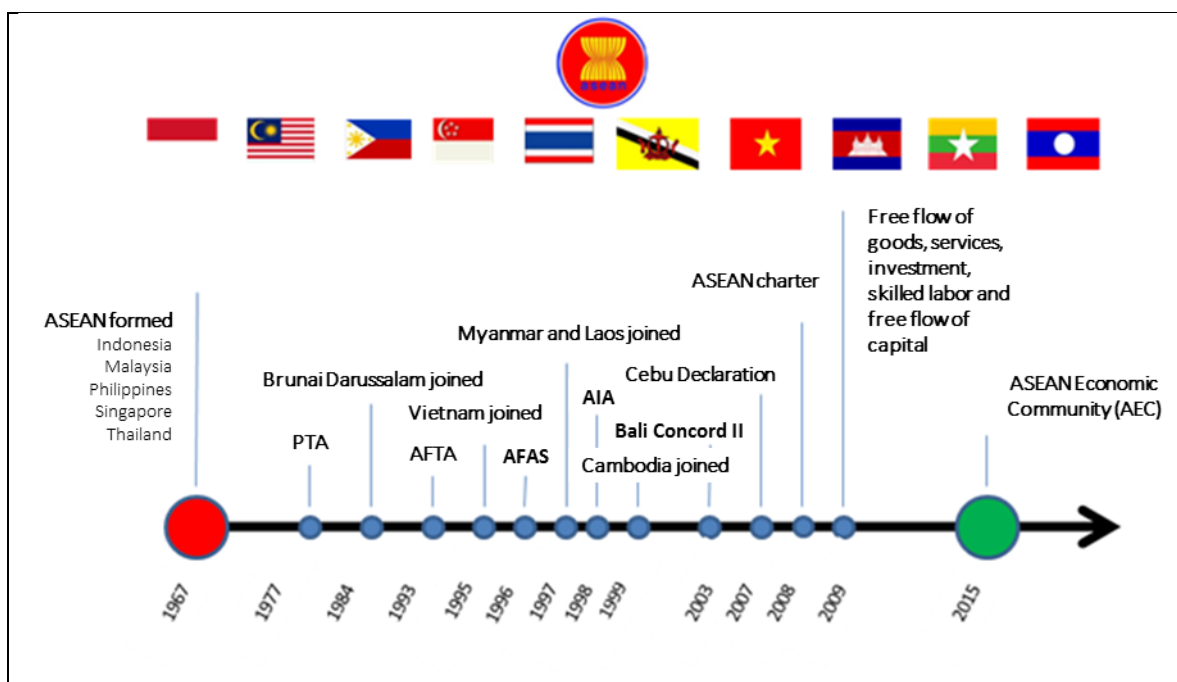 asean
ASEAN formed
Indonesia
Malaysia
Philippines
Singapore
Thailand
PTA
Brunai Darussalam joined
AFTA
Vietnam joined
AFAS
Myanmar and Laos joined
AIA
Cambodia joined
Bali Concord II
Cebu Declaration
ASEAN charter
Free flow of
goods, services,
investment,
skilled labor and
free flow of
capital
ASEAN Economic
Community (AEC)
1967
1977
1984
1993
1995
1996
1997
1998
1999
2003
2007
2008
2009
2015